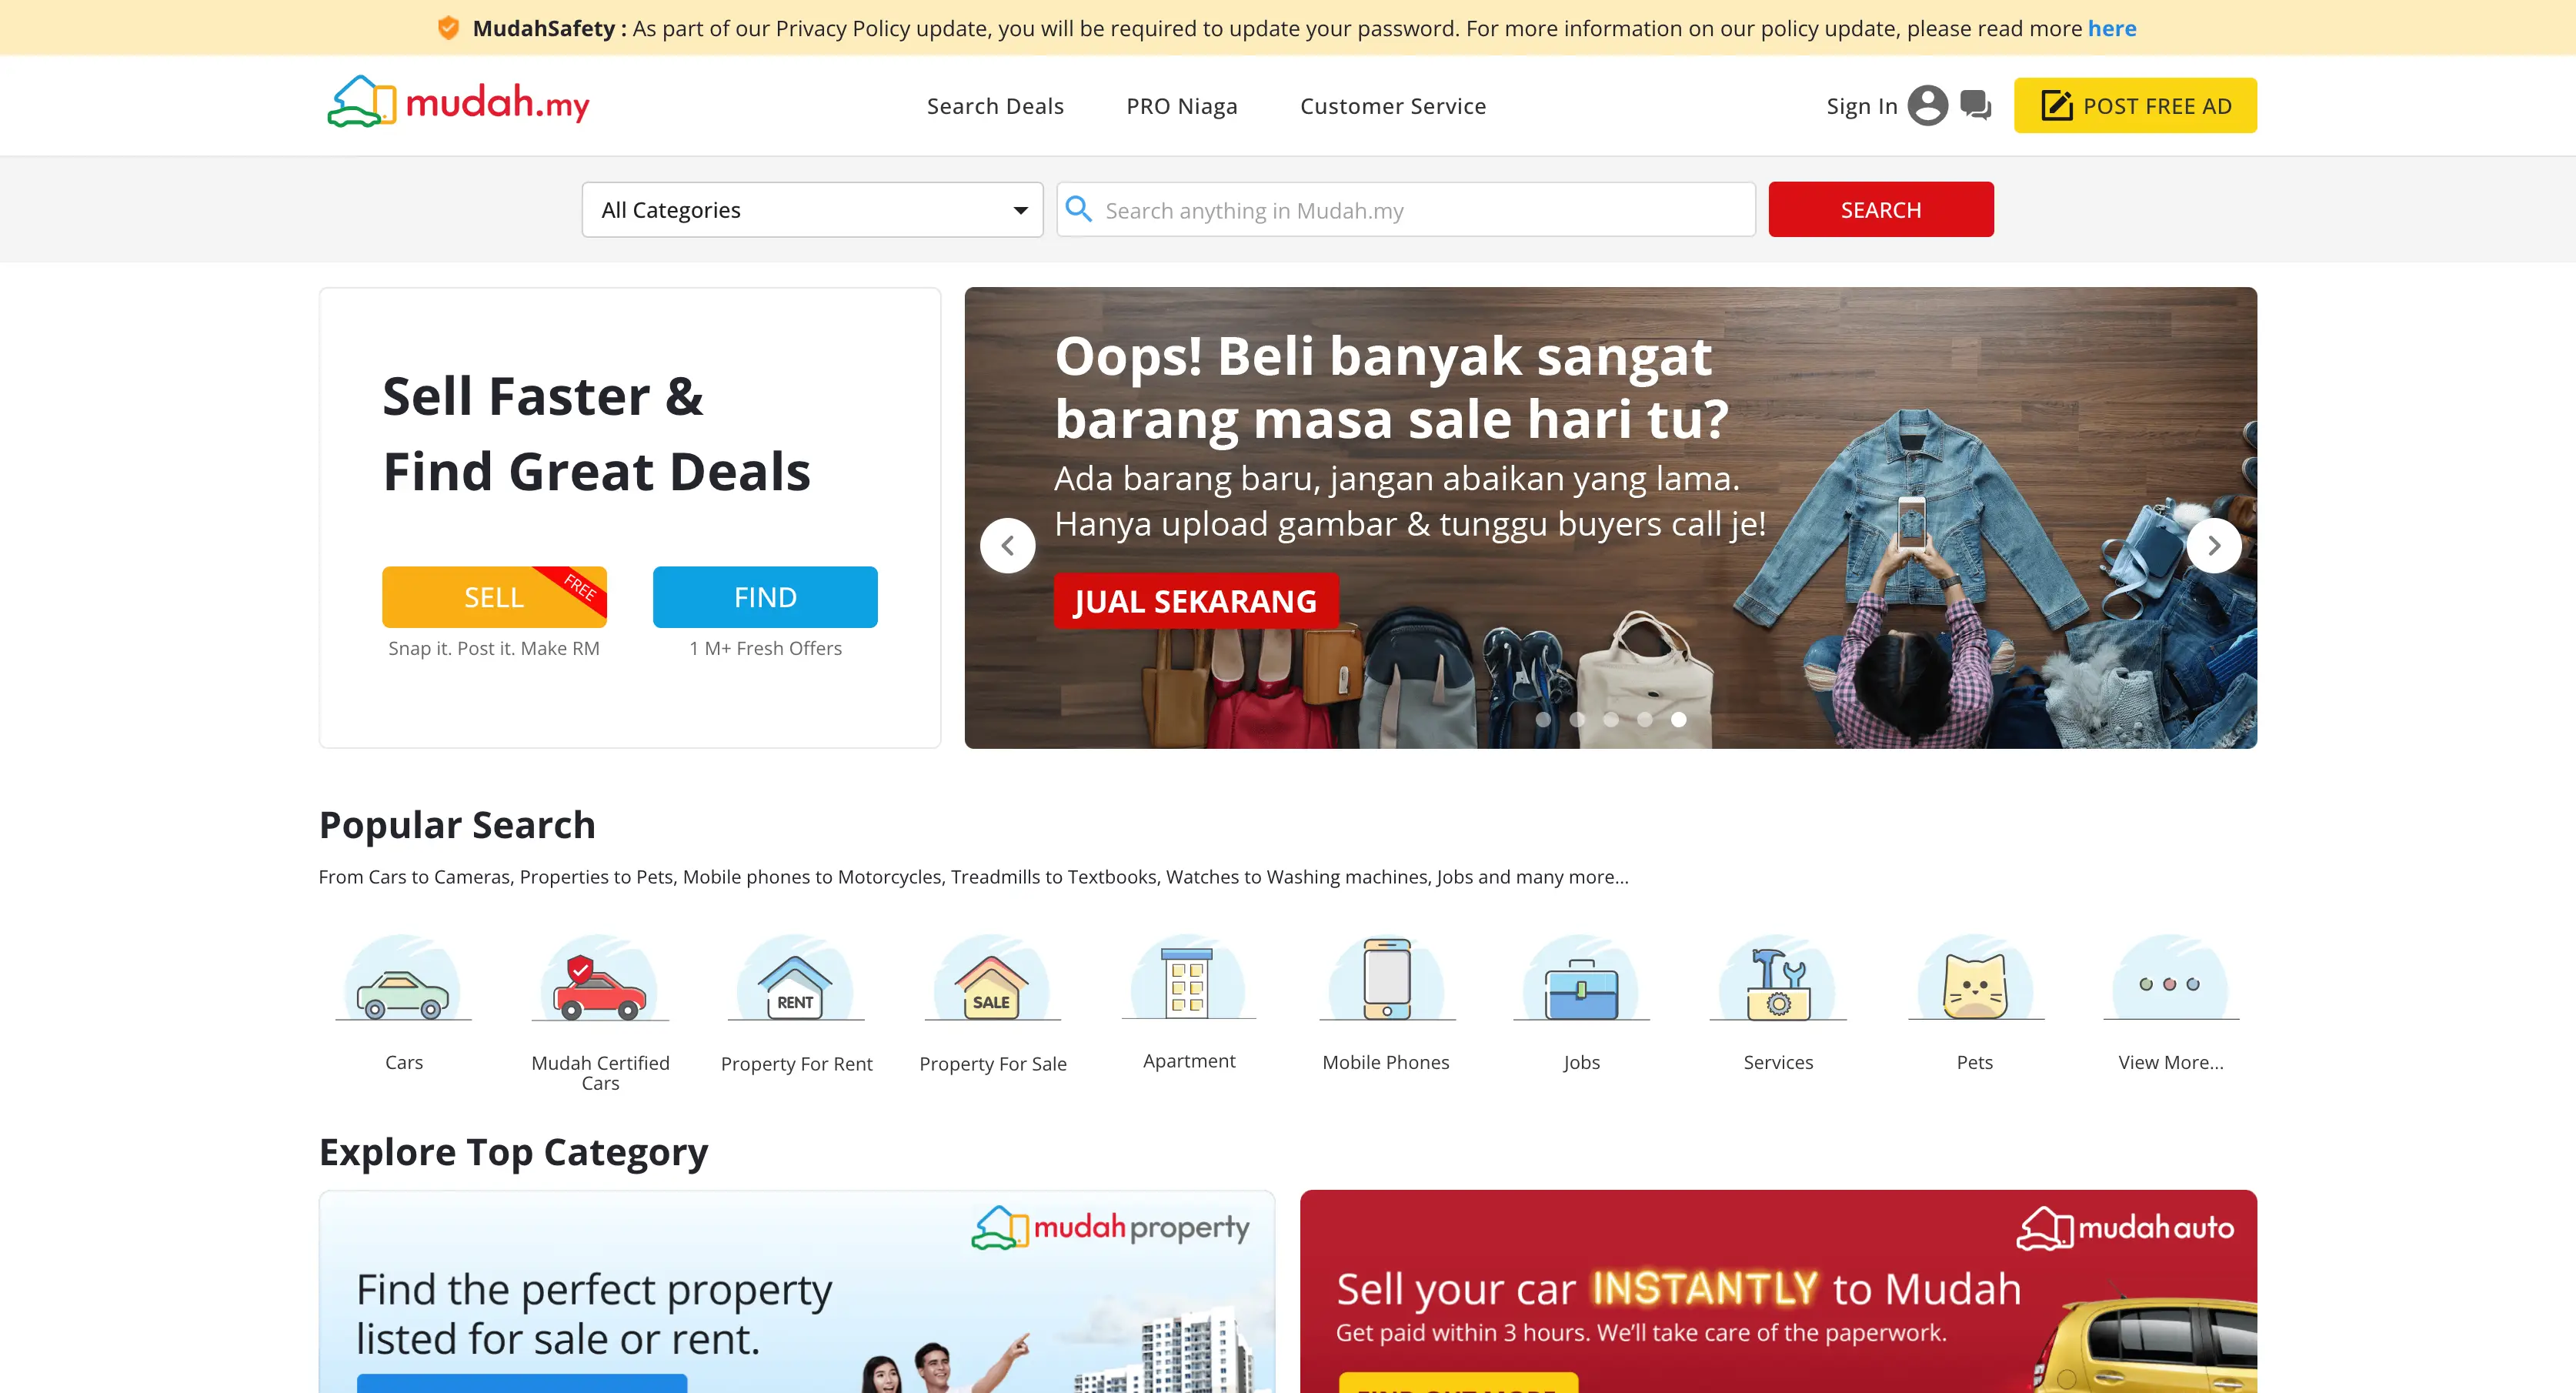 MudahSafety : As part of our Privacy Policy update, you will be required to update your password. For more information on our policy update, please read more here
mudah.my
Search Deals
PRO Niaga
Customer Service
Sign In
POST FREE AD
All Categories
Search anything in Mudah.my
SEARCH
Sell Faster &
Find Great Deals
SELL
FREE
FIND
Snap it. Post it. Make RM
1 M+ Fresh Offers
Oops! Beli banyak sangat
barang masa sale hari tu?
Ada barang baru, jangan abaikan yang lama.
Hanya upload gambar & tunggu buyers call je!
JUAL SEKARANG
Popular Search
From Cars to Cameras, Properties to Pets, Mobile phones to Motorcycles, Treadmills to Textbooks, Watches to Washing machines, Jobs and many more...
RENT
SALE
Cars
Mudah Certified
Cars
Property For Rent
Property For Sale
Apartment
Mobile Phones
Jobs
Services
Pets
View More...
Explore Top Category
mudah property
Find the perfect property
listed for sale or rent.
mudah auto
Sell your car INSTANTLY to Mudah
Get paid within 3 hours. We'll take care of the paperwork.
FIND OUT MORE